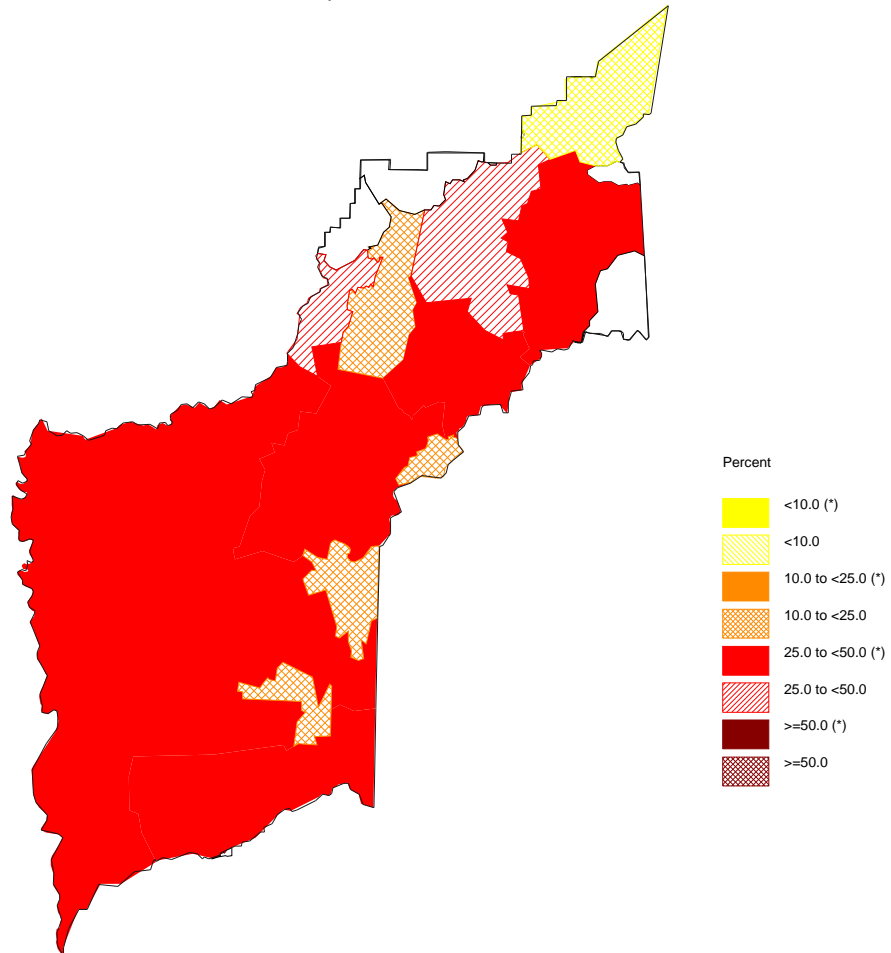 Percent
<10.0 (*)
<10.0
10.0 to <25.0 (*)
10.0 to <25.0
25.0 to <50.0 (*)
25.0 to <50.0
>=50.0 (*)
>=50.0